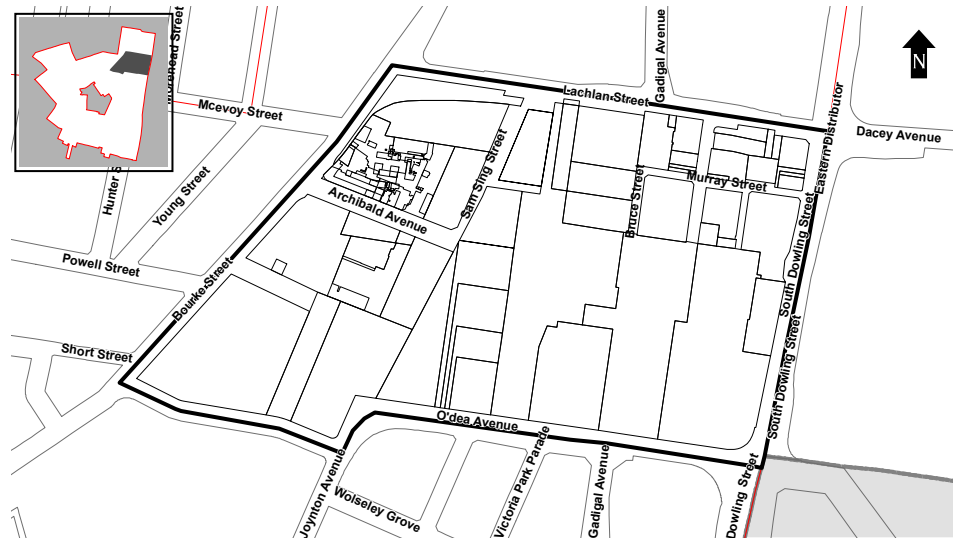 Morehead Street
Gadigal Avenue
N
Lachlan Street
Mcevoy Street
Eastern Distributor
Dacey Avenue
Hunter S
Young Street
Sam Sing Street
Murray Street
Bruce Street
Archibald Avenue
South Dowling Street
Powell Street
Bourke Street
Short Street
South Dowling Street
O'dea Avenue
Joynton Avenue
Wolseley Grove
Victoria Park Parade
Gadigal Avenue
Dowling Street